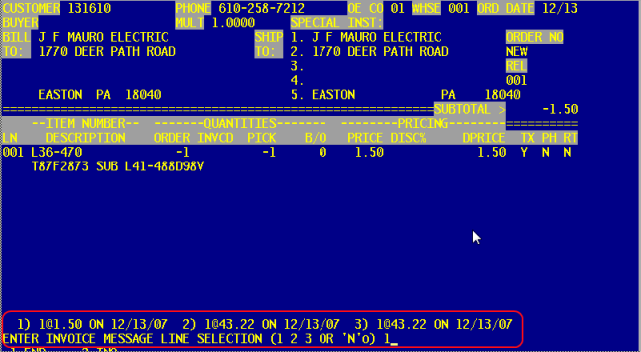 CUSTOMER 131610 PHONE 610-258-7212 OE CO 01 WHSE 001 ORD DATE 12/13
BUYER MULT 1.0000 SPECIAL INST:
BILL J F MAURO ELECTRIC SHIP 1. J F MAURO ELECTRIC ORDER NO
TO: 1770 DEER PATH ROAD TO: 2. 1770 DEER PATH ROAD NEW
3. REL
4. 001
EASTON PA 18040 5. EASTON PA 18040
SUBTOTAL > -1.50
--ITEM NUMBER-- -------QUANTITIES------- --------PRICING--------
LN DESCRIPTION ORDER INVCD PICK B/O PRICE DISC% DPRICE TX PH RT
001 L36-470 -1 -1 0 1.50 1.50 Y N N
T87F2873 SUB L41-488D98V
1) 1@1.50 ON 12/13/07 2) 1@43.22 ON 12/13/07 3) 1@43.22 ON 12/13/07
ENTER INVOICE MESSAGE LINE SELECTION (1 2 3 OR 'N'o) 1_